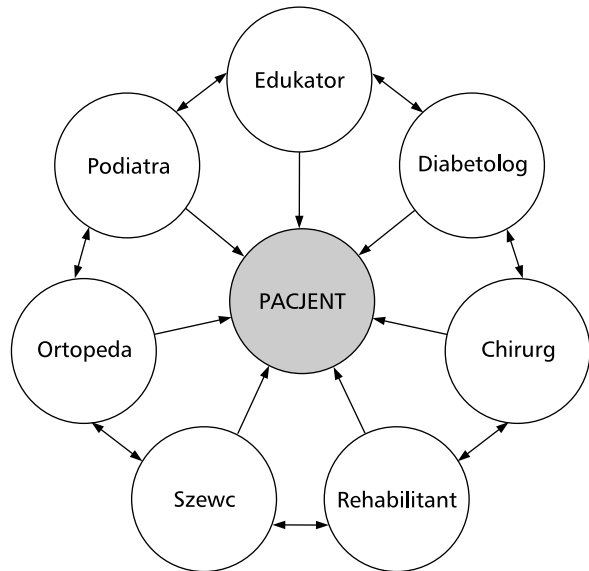 Edukator
Podiatra
Diabetolog
PACJENT
Ortopeda
Chirurg
Szewc
Rehabilitant